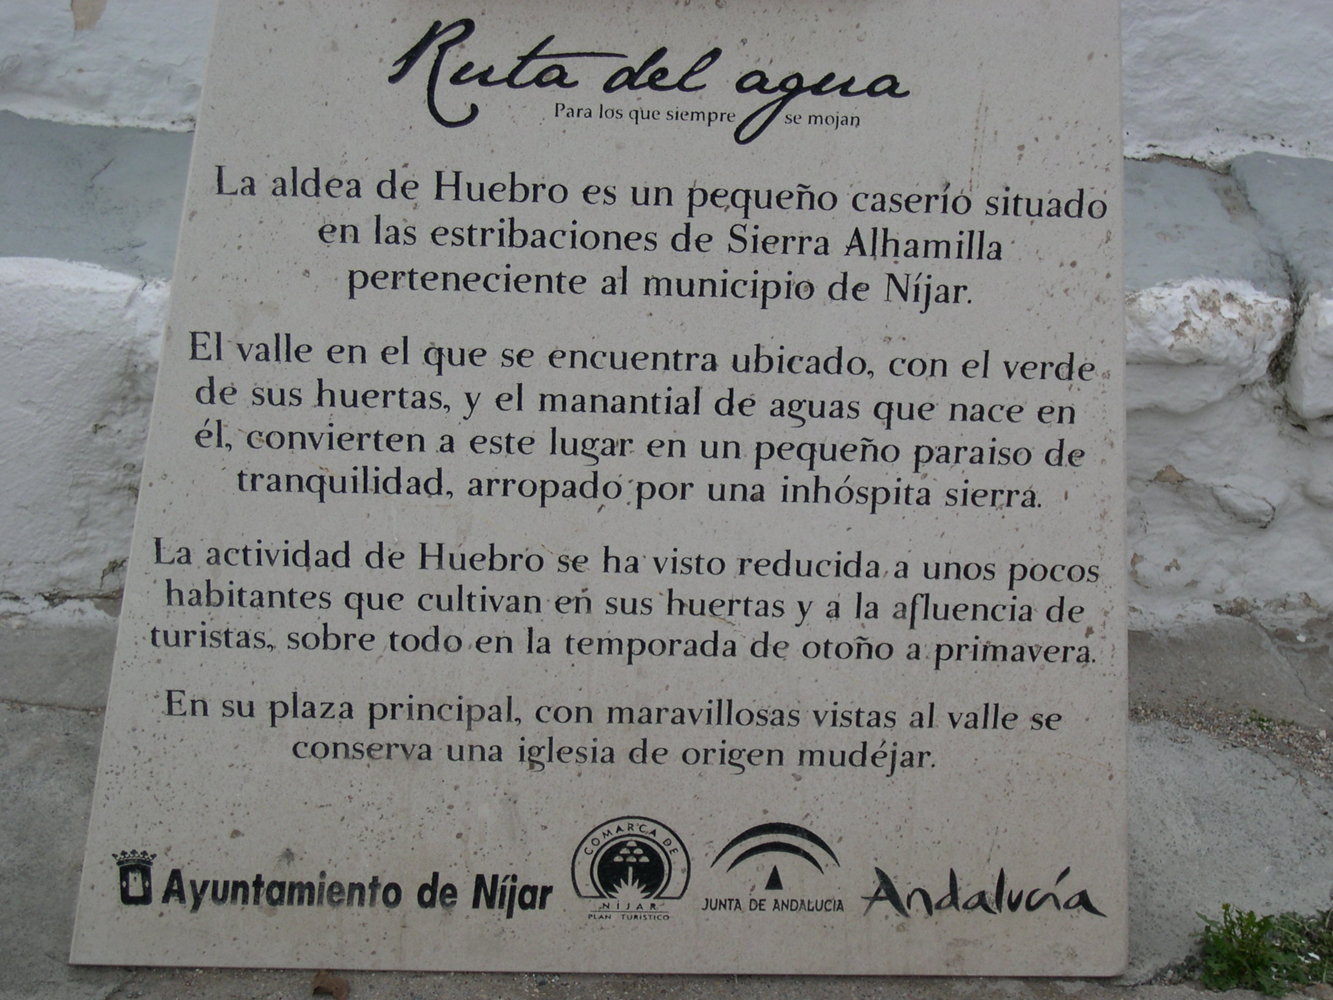 Ruta del agua
Para los que siempre se mojan
La aldea de Huebro es un pequeño caserío situado
en las estribaciones de Sierra Alhamilla
perteneciente al municipio de Níjar.
El valle en el que se encuentra ubicado, con el verde
de sus huertas, y el manantial de aguas que nace en
él, convierten a este lugar en un pequeño paraiso de
tranquilidad, arropado por una inhóspita sierra.
La actividad de Huebro se ha visto reducida a unos pocos
habitantes que cultivan en sus huertas y a la afluencia de
turistas, sobre todo en la temporada de otoño a primavera.
En su plaza principal, con maravillosas vistas al valle se
conserva una iglesia de origen mudéjar.
Ayuntamiento de Níjar
COMARCA DE
NIJAR
PLAN TURISTICO
JUNTA DE ANDALUCIA
Andalucía